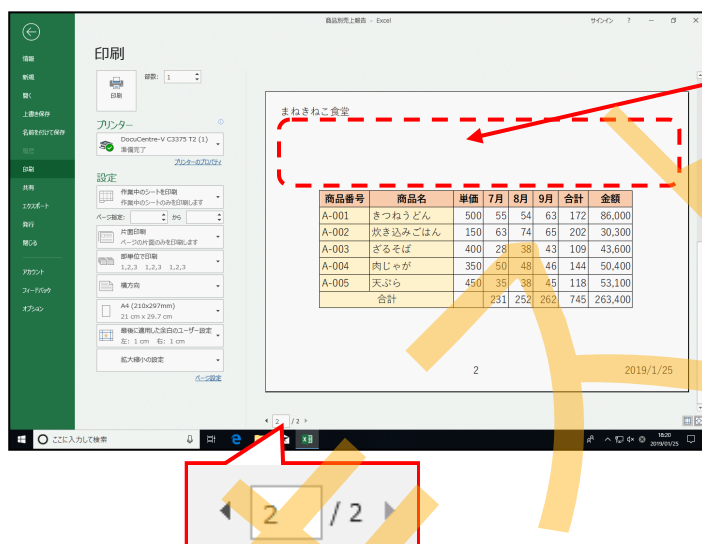 商品別売上報告 - Excel
サインイン ?
情報
新規
開く
上書き保存
名前を付けて保存
履歴
印刷
共有
エクスポート
発行
閉じる
アカウント
フィードバック
オプション
印刷
印刷
部数: 1
プリンター
DocuCentre-V C3375 T2 (1)
準備完了
プリンターのプロパティ
設定
作業中のシートを印刷
作業中のシートのみを印刷します
ページ指定: から
片面印刷
ページの片面のみを印刷します
部単位で印刷
1,2,3 1,2,3 1,2,3
横方向
A4 (210x297mm)
21 cm x 29.7 cm
最後に適用した余白のユーザー設定
左: 1 cm 右: 1 cm
拡大縮小の設定
ページ設定
まねきねこ食堂
商品番号 商品名 単価 7月 8月 9月 合計 金額
A-001 きつねうどん 500 55 54 63 172 86,000
A-002 炊き込みごはん 150 63 74 65 202 30,300
A-003 ざるそば 400 28 38 43 109 43,600
A-004 肉じゃが 350 50 48 46 144 50,400
A-005 天ぷら 450 35 38 45 118 53,100
合計 231 252 262 745 263,400
2 2019/1/25
2 / 2
ここに入力して検索
18:20
2019/01/25
2 / 2